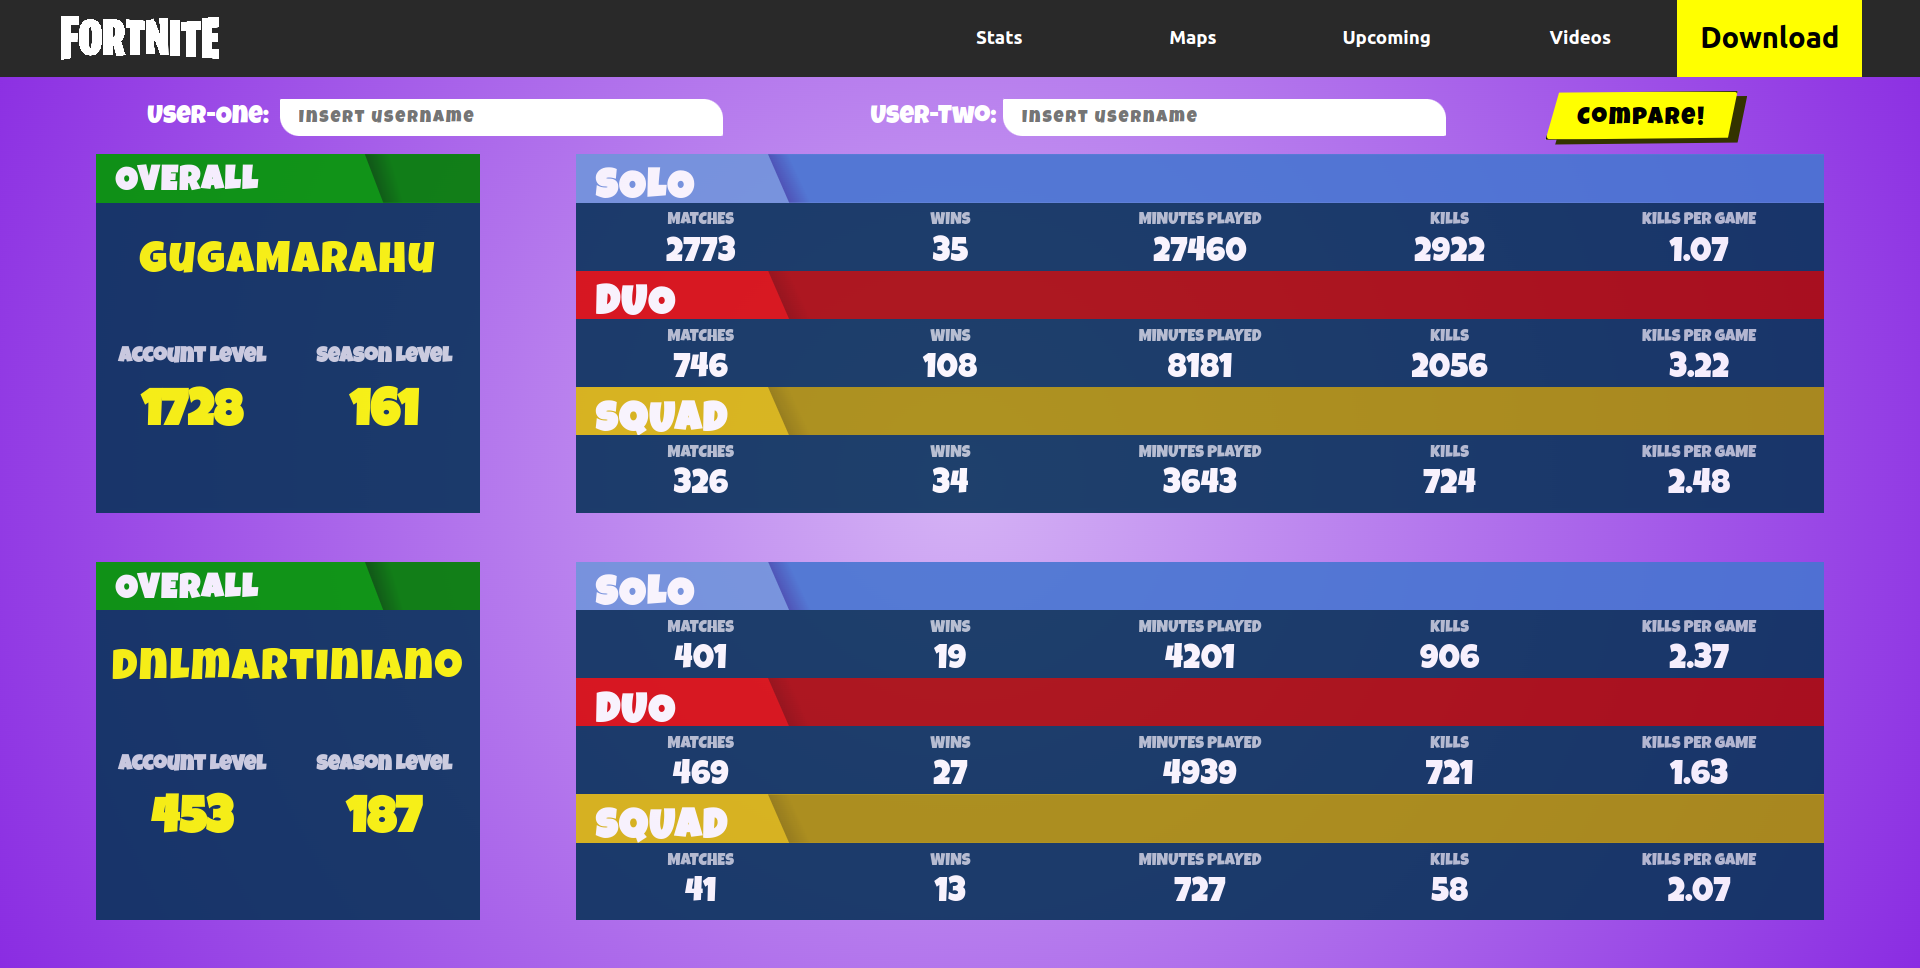 FORTNITE Stats Maps Upcoming Videos Download
User-one: Insert username User-two: Insert username Compare!
OVERALL
GUGAMARAHU
Account level Season level
1728 161
SOLO
MATCHES WINS MINUTES PLAYED KILLS KILLS PER GAME
2773 35 27460 2922 1.07
DUO
MATCHES WINS MINUTES PLAYED KILLS KILLS PER GAME
746 108 8181 2056 3.22
SQUAD
MATCHES WINS MINUTES PLAYED KILLS KILLS PER GAME
326 34 3643 724 2.48
OVERALL
DnLmARTiniAnO
Account level Season level
453 187
SOLO
MATCHES WINS MINUTES PLAYED KILLS KILLS PER GAME
401 19 4201 906 2.37
DUO
MATCHES WINS MINUTES PLAYED KILLS KILLS PER GAME
469 27 4939 721 1.63
SQUAD
MATCHES WINS MINUTES PLAYED KILLS KILLS PER GAME
41 13 727 58 2.07